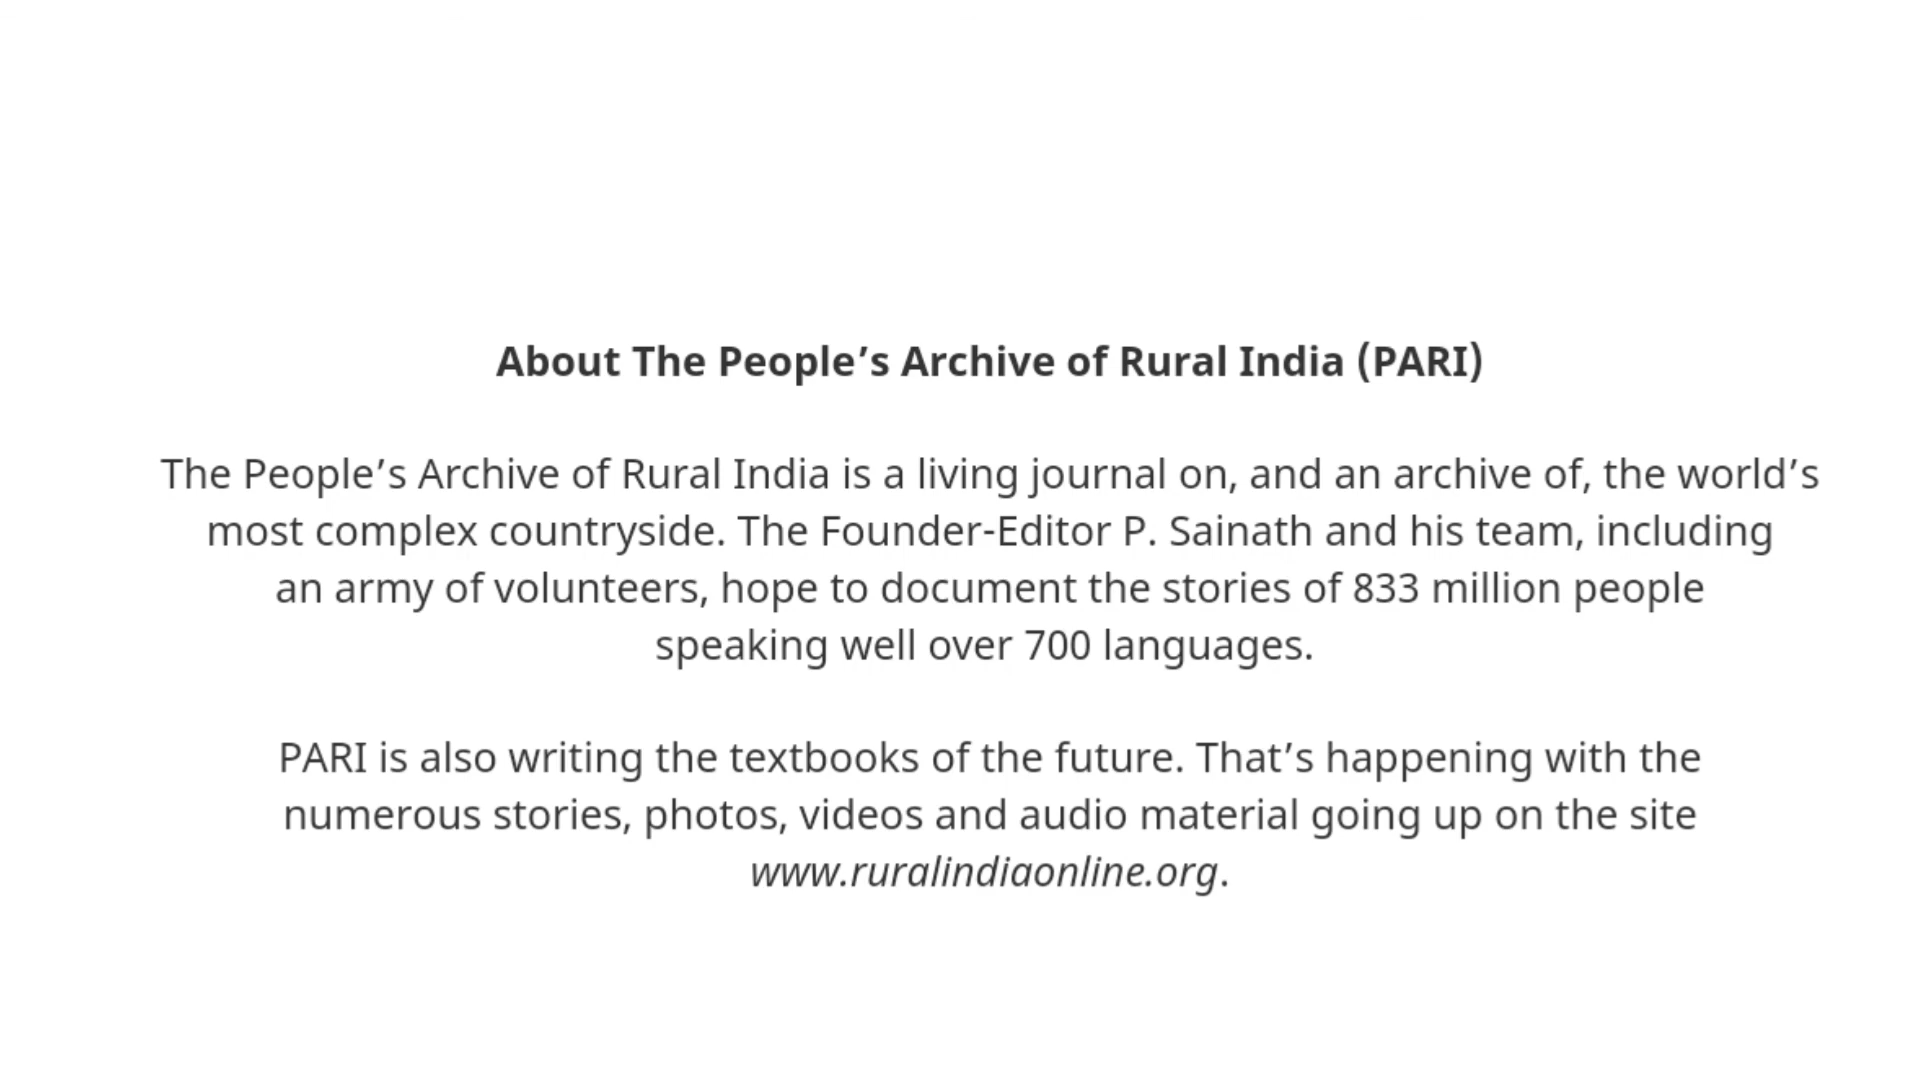 About The People’s Archive of Rural India (PARI)
The People’s Archive of Rural India is a living journal on, and an archive of, the world’s
most complex countryside. The Founder-Editor P. Sainath and his team, including
an army of volunteers, hope to document the stories of 833 million people
speaking well over 700 languages.
PARI is also writing the textbooks of the future. That’s happening with the
numerous stories, photos, videos and audio material going up on the site
www.ruralindiaonline.org.